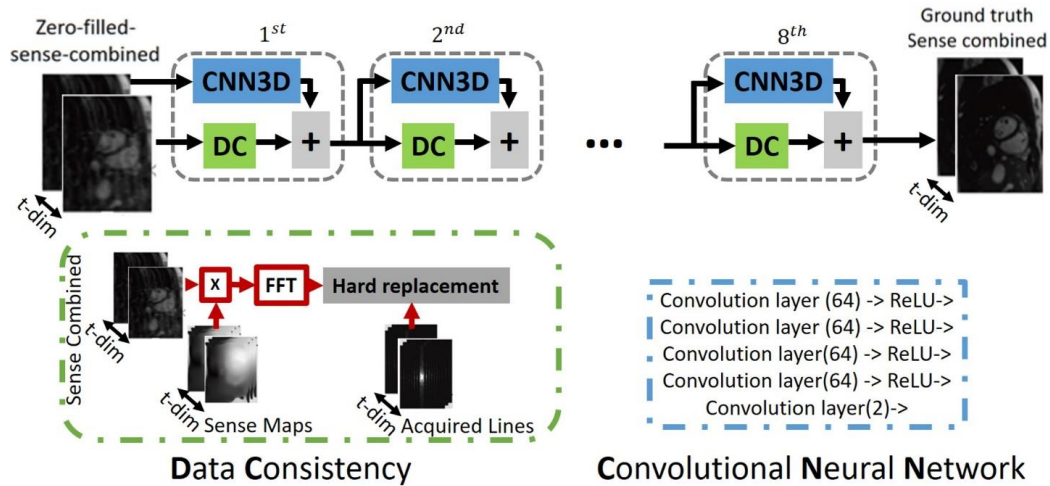 Zero-filled-
sense-combined
1st
2nd
8th
Ground truth
Sense combined
CNN3D
CNN3D
CNN3D
DC
+
DC
+
...
DC
+
t-dim
t-dim
Sense Combined
x
FFT
Hard replacement
t-dim
t-dim
Sense Maps
t-dim
Acquired Lines
Data Consistency
Convolution layer (64) -> ReLU->
Convolution layer (64) -> ReLU->
Convolution layer(64) -> ReLU->
Convolution layer(64) -> ReLU->
Convolution layer(2)->
Convolutional Neural Network